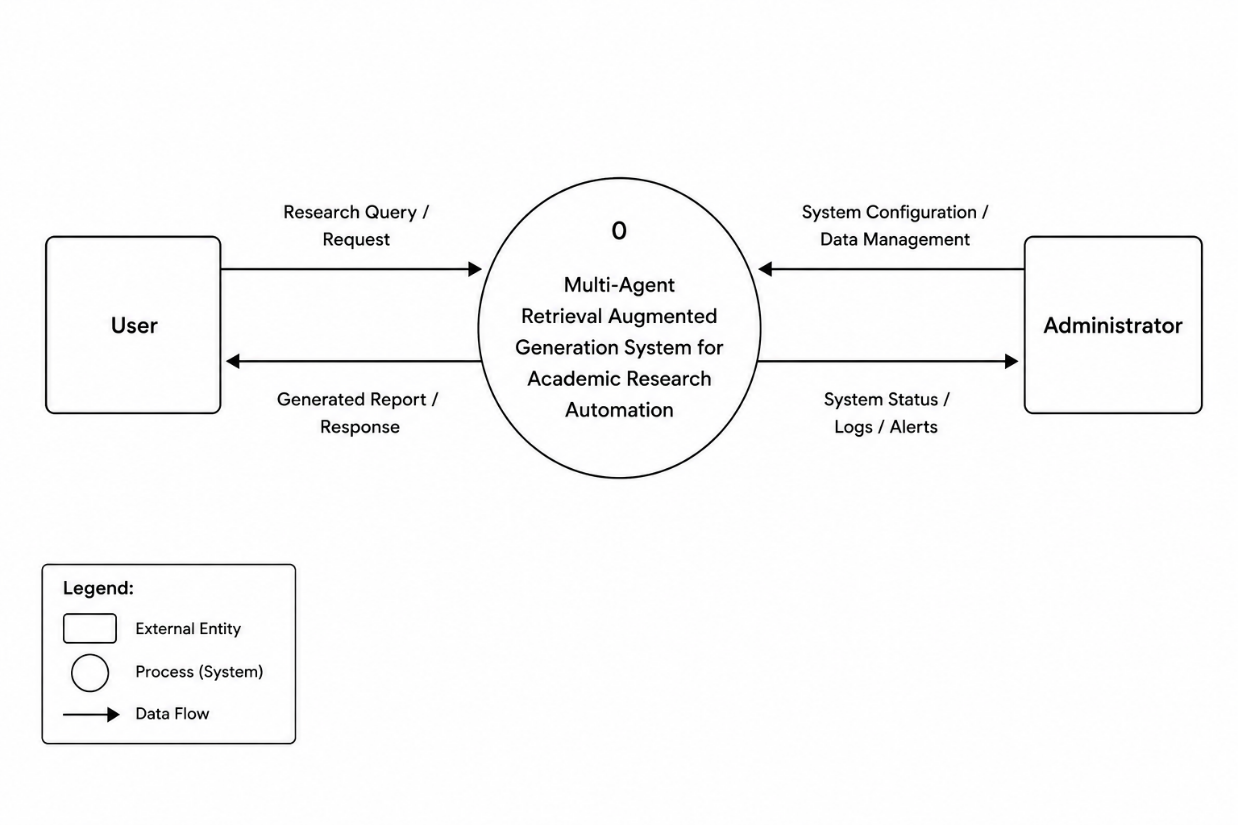 Research Query /
Request
System Configuration /
Data Management
0
User
Multi-Agent
Retrieval Augmented
Generation System for
Academic Research
Automation
Administrator
Generated Report /
Response
System Status /
Logs / Alerts
Legend:
External Entity
Process (System)
Data Flow